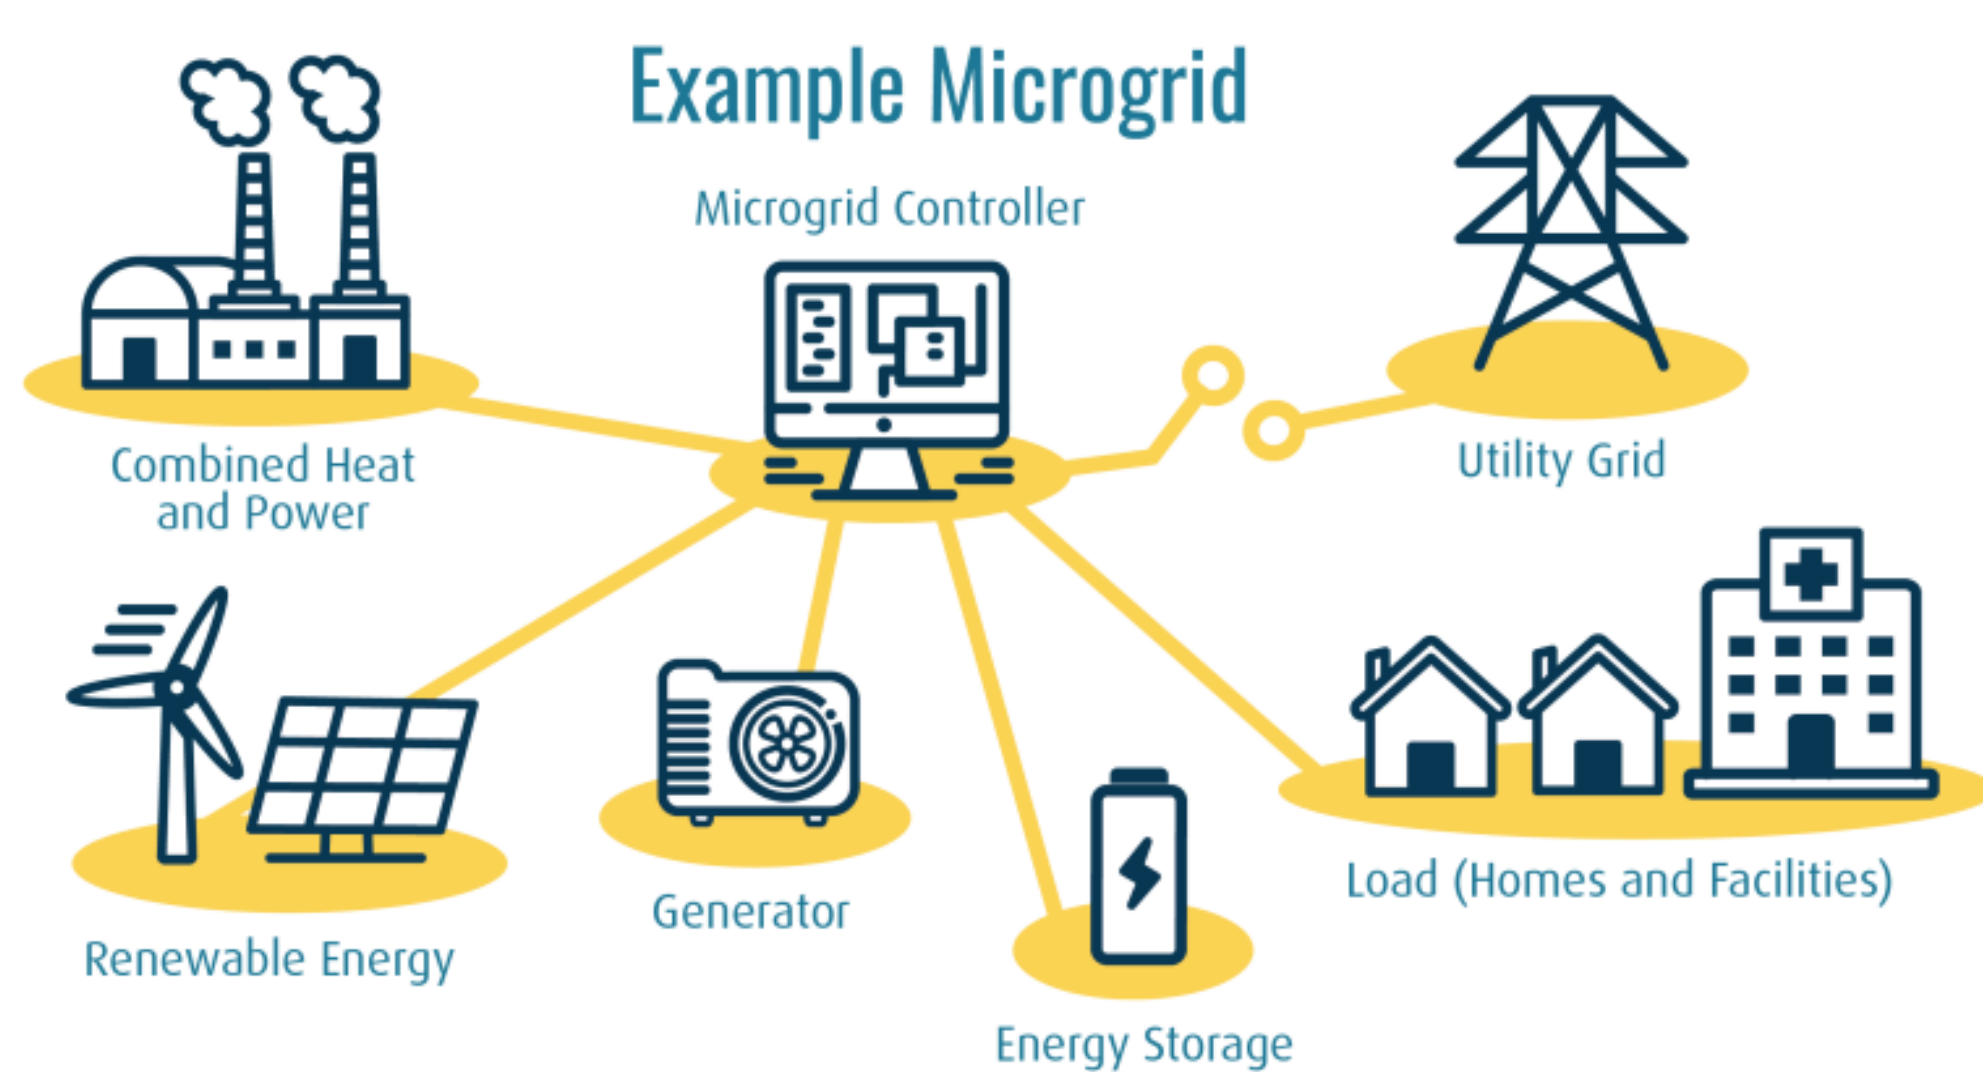 Example Microgrid
Microgrid Controller
Combined Heat
and Power
Utility Grid
Renewable Energy
Generator
Energy Storage
Load (Homes and Facilities)